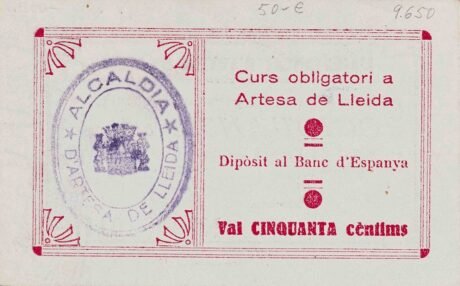 50-€
9.650
Curs obligatori a
Artesa de Lleida
Dipòsit al Banc d'Espanya
Val CINQUANTA cèntims
ALCALDIA
D'ARTESA DE LLEIDA